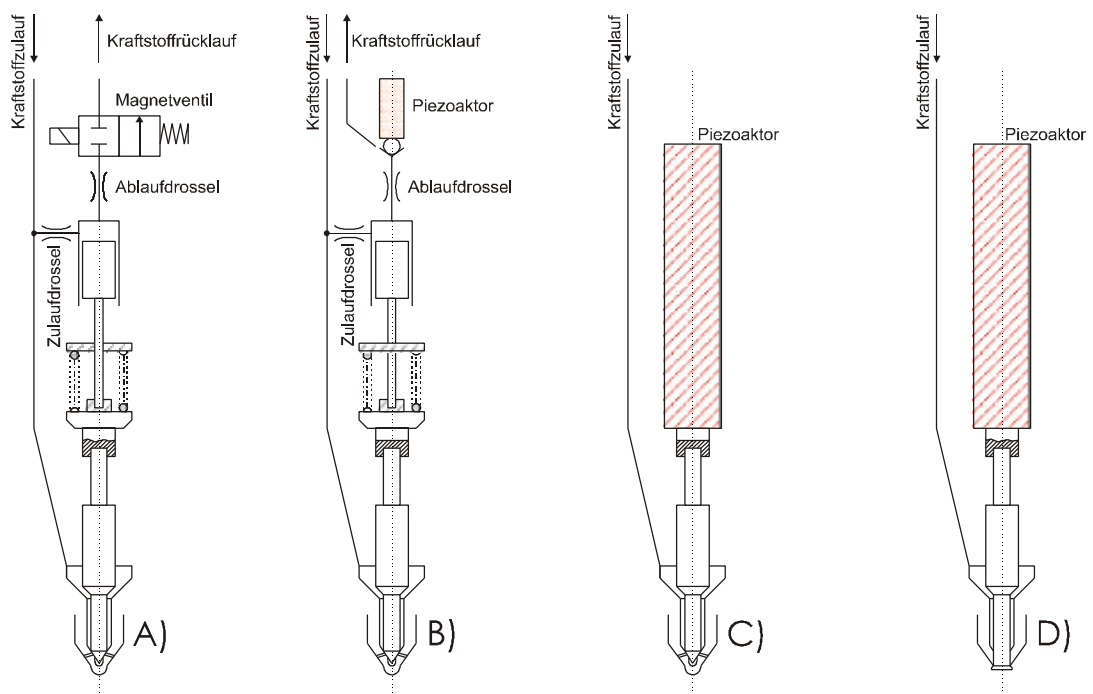 Kraftstoffzulauf
Kraftstoffrücklauf
Magnetventil
Ablaufdrossel
Zulaufdrossel
A)
Kraftstoffzulauf
Kraftstoffrücklauf
Piezoaktor
Ablaufdrossel
Zulaufdrossel
B)
Kraftstoffzulauf
Piezoaktor
C)
Kraftstoffzulauf
Piezoaktor
D)